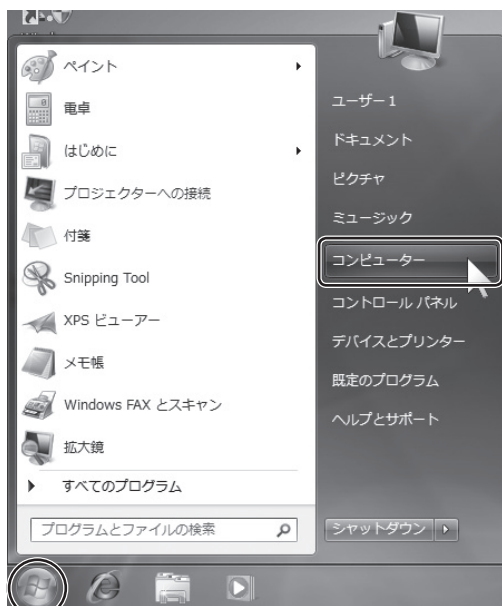 ペイント
電卓
はじめに
プロジェクターへの接続
付箋
Snipping Tool
XPS ビューアー
メモ帳
Windows FAX とスキャン
拡大鏡
すべてのプログラム
プログラムとファイルの検索
ユーザー1
ドキュメント
ピクチャ
ミュージック
コンピューター
コントロール パネル
デバイスとプリンター
既定のプログラム
ヘルプとサポート
シャットダウン